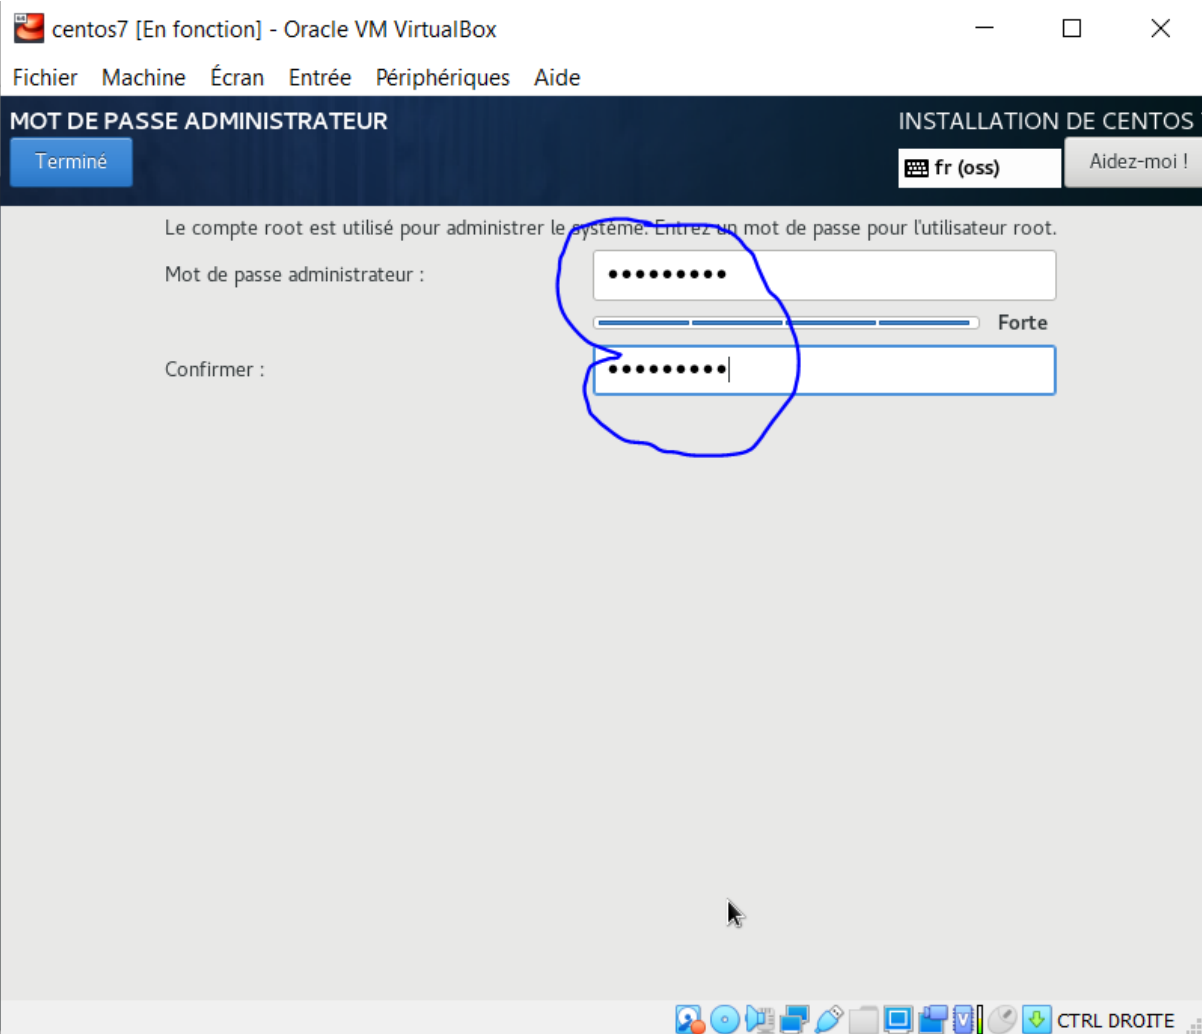 centos7 [En fonction] - Oracle VM VirtualBox
Fichier Machine Écran Entrée Périphériques Aide
MOT DE PASSE ADMINISTRATEUR
INSTALLATION DE CENTOS
Terminé
fr (oss)
Aidez-moi !
Le compte root est utilisé pour administrer le système. Entrez un mot de passe pour l'utilisateur root.
Mot de passe administrateur :
•••••••••
Forte
Confirmer :
•••••••••
CTRL DROITE